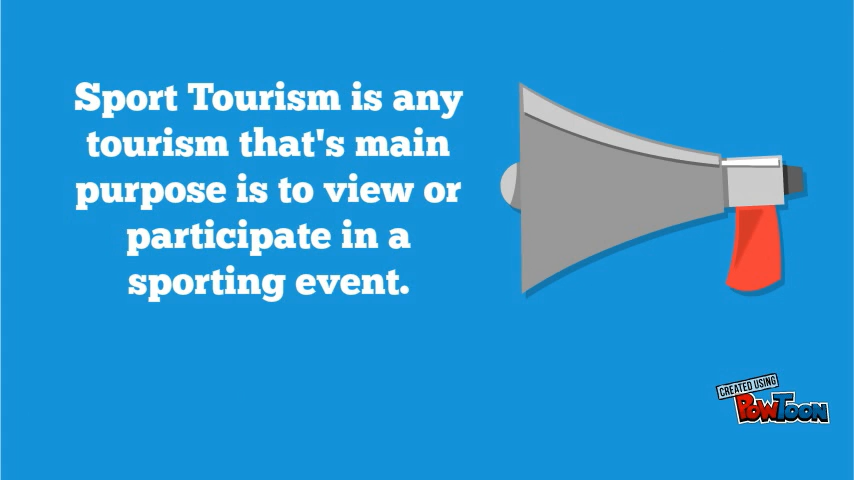 Sport Tourism is any
tourism that's main
purpose is to view or
participate in a
sporting event.
CREATED USING
POWTOON